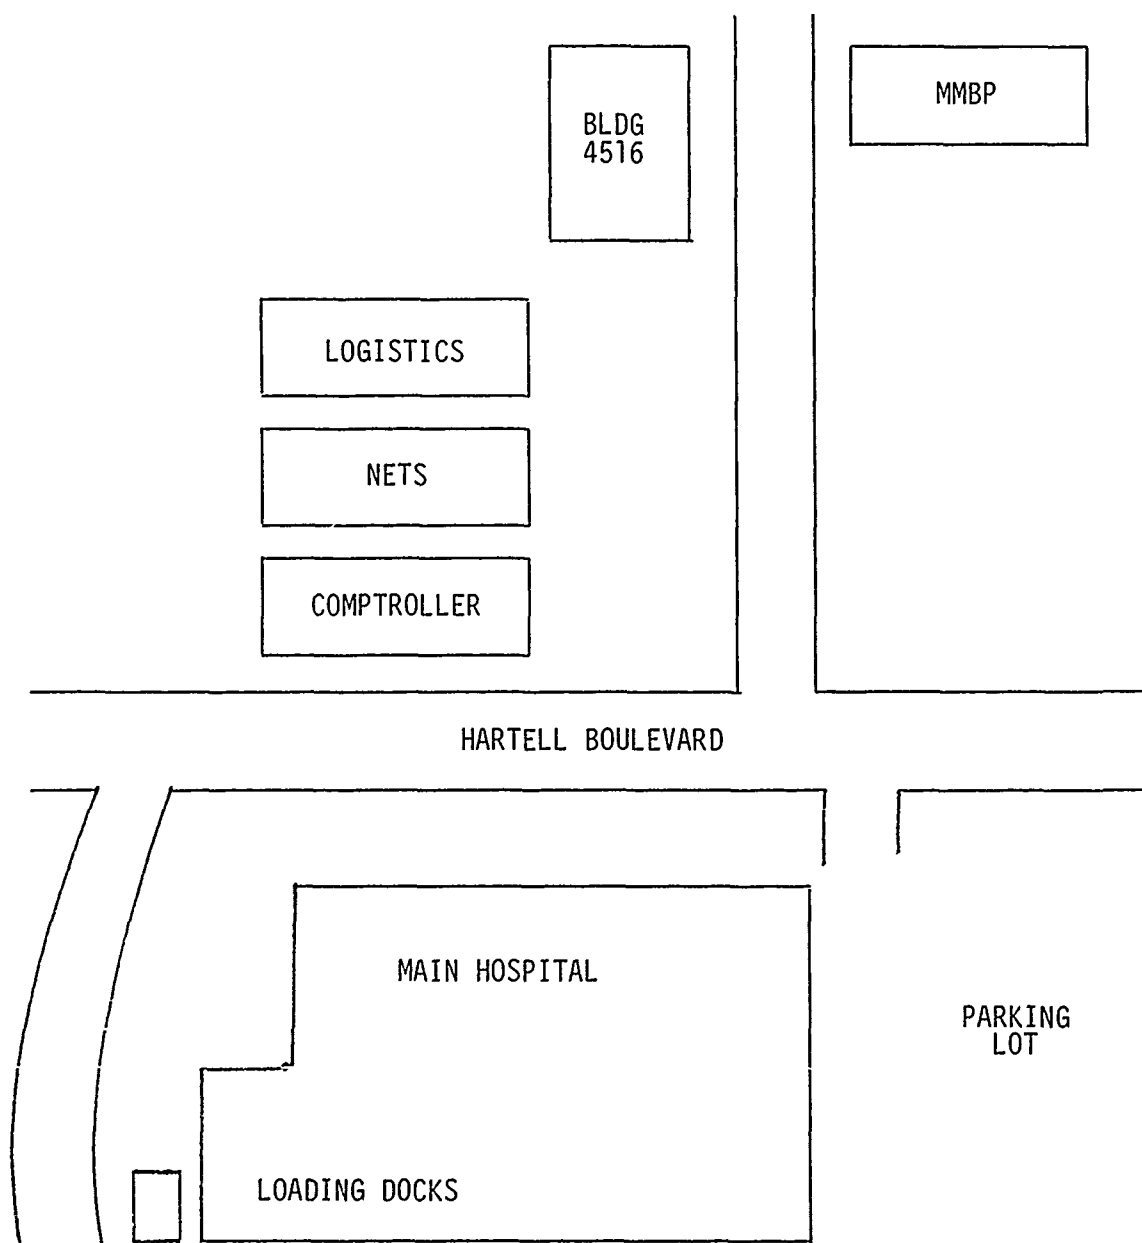 BLDG
4516
MMBP
LOGISTICS
NETS
COMPTROLLER
HARTELL BOULEVARD
MAIN HOSPITAL
PARKING
LOT
LOADING DOCKS